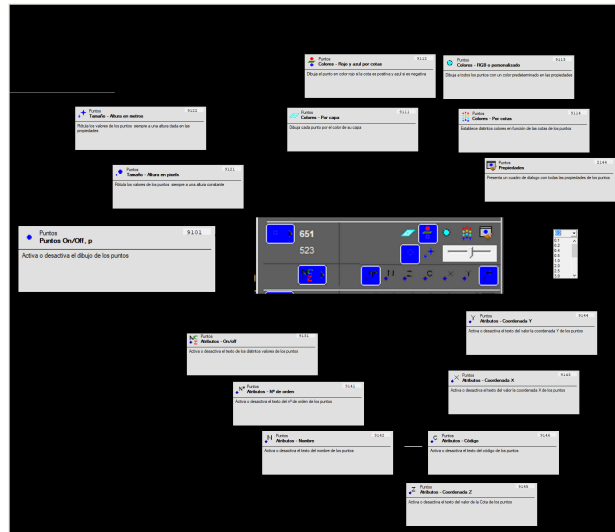 Puntos 9112
Colores - Rojo y azul por cotas
Dibuja el punto en color rojo si la cota es positiva y azul si es negativa
Puntos 9113
Colores - RGB o personalizado
Dibuja a todos los puntos con un color predeterminado en las propiedades
Puntos
Tamaño - Altura en metros
Rotula los valores de los puntos siempre a una altura dada en las
propiedades
Puntos
Colores - Por capa
Dibuja cada punto por el color de su capa
Puntos 9114
Colores - Por cotas
Establece distintos colores en función de las cotas de los puntos
Puntos
Tamaño - Altura en pixels
Rotula los valores de los puntos siempre a una altura constante
Puntos
Propiedades
Presenta un cuadro de dialogo con todas las propiedades de los puntos
Puntos 9101
Puntos On/Off, p
Activa o desactiva el dibujo de los puntos
651
523
Puntos
Atributos - On/off
Activa o desactiva el texto de los distintos valores de los puntos
Puntos 9144
Atributos - Coordenada Y
Activa o desactiva el texto del valor la coordenada Y de los puntos
Puntos 9141
Atributos - Nº de orden
Activa o desactiva el texto del nº de orden de los puntos
Puntos
Atributos - Coordenada X
Activa o desactiva el texto del valor la coordenada X de los puntos
Puntos 9142
Atributos - Nombre
Activa o desactiva el texto del nombre de los puntos
Puntos 9144
Atributos - Código
Activa o desactiva el texto del código de los puntos
Puntos
Atributos - Coordenada Z
Activa o desactiva el texto del valor de la Cota de los puntos